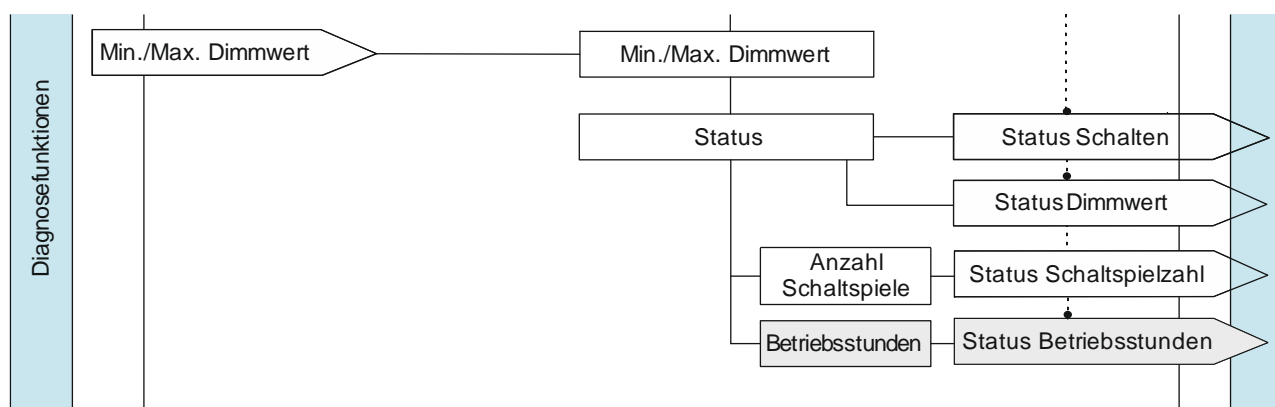 Diagnosefunktionen
Min./Max. Dimmwert
Min./Max. Dimmwert
Status
Status Schalten
Status Dimmwert
Anzahl
Schaltspiele
Status Schaltspielzahl
Betriebsstunden
Status Betriebsstunden